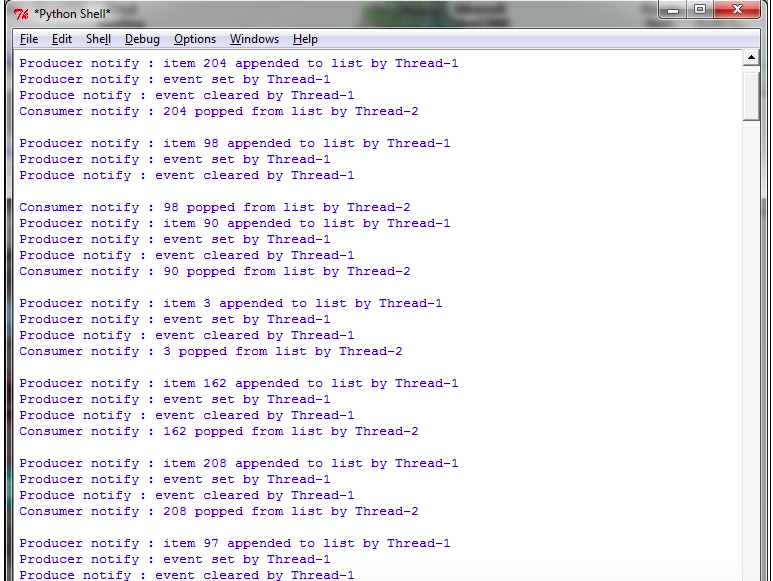 *Python Shell*
File Edit Shell Debug Options Windows Help
Producer notify : item 204 appended to list by Thread-1
Producer notify : event set by Thread-1
Produce notify : event cleared by Thread-1
Consumer notify : 204 popped from list by Thread-2
Producer notify : item 98 appended to list by Thread-1
Producer notify : event set by Thread-1
Produce notify : event cleared by Thread-1
Consumer notify : 98 popped from list by Thread-2
Producer notify : item 90 appended to list by Thread-1
Producer notify : event set by Thread-1
Produce notify : event cleared by Thread-1
Consumer notify : 90 popped from list by Thread-2
Producer notify : item 3 appended to list by Thread-1
Producer notify : event set by Thread-1
Produce notify : event cleared by Thread-1
Consumer notify : 3 popped from list by Thread-2
Producer notify : item 162 appended to list by Thread-1
Producer notify : event set by Thread-1
Produce notify : event cleared by Thread-1
Consumer notify : 162 popped from list by Thread-2
Producer notify : item 208 appended to list by Thread-1
Producer notify : event set by Thread-1
Produce notify : event cleared by Thread-1
Consumer notify : 208 popped from list by Thread-2
Producer notify : item 97 appended to list by Thread-1
Producer notify : event set by Thread-1
Produce notify : event cleared by Thread-1